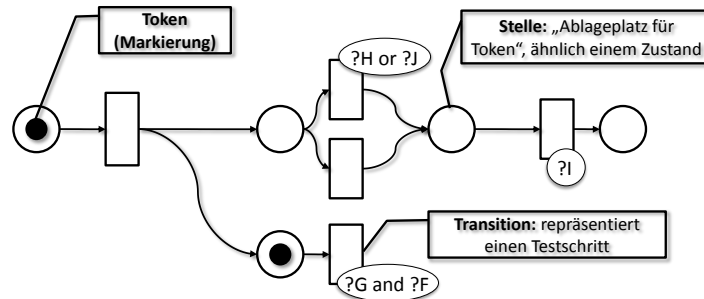 Token
(Markierung)
Stelle: „Ablageplatz für
Token“, ähnlich einem Zustand
?H or ?J
?I
Transition: repräsentiert
einen Testschritt
?G and ?F